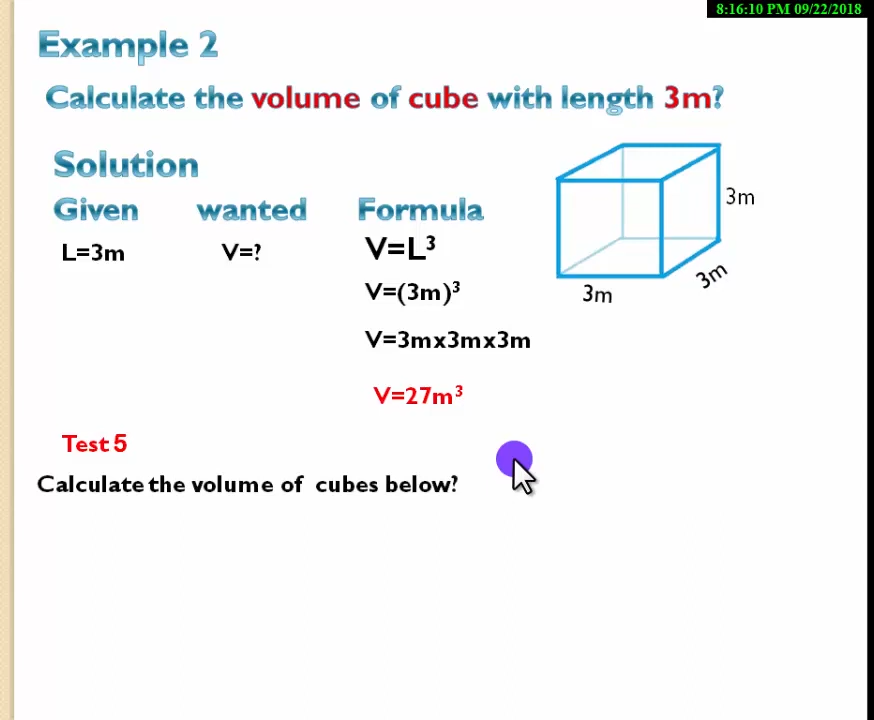 8:16:10 PM 09/22/2018
Example 2
Calculate the volume of cube with length 3m?
Solution
Given wanted Formula
L=3m V=? V=L³
V=(3m)³
V=3mx3mx3m
V=27m³
3m
3m
3m
Test 5
Calculate the volume of cubes below?